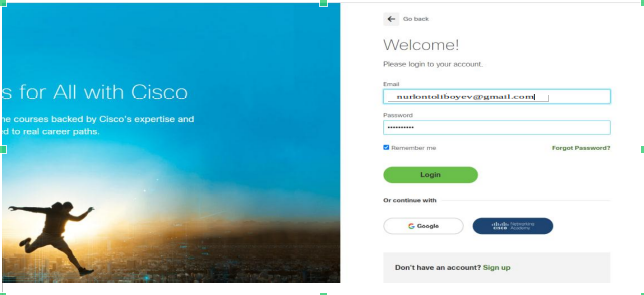 Go back
s for All with Cisco
ne courses backed by Cisco's expertise and
ed to real career paths.
Welcome!
Please login to your account.
Email
nurlontoliboyev@gmail.com
Password
••••••••••
Remember me
Forgot Password?
Login
Or continue with
Google
CISCO Networking
Academy
Don't have an account? Sign up